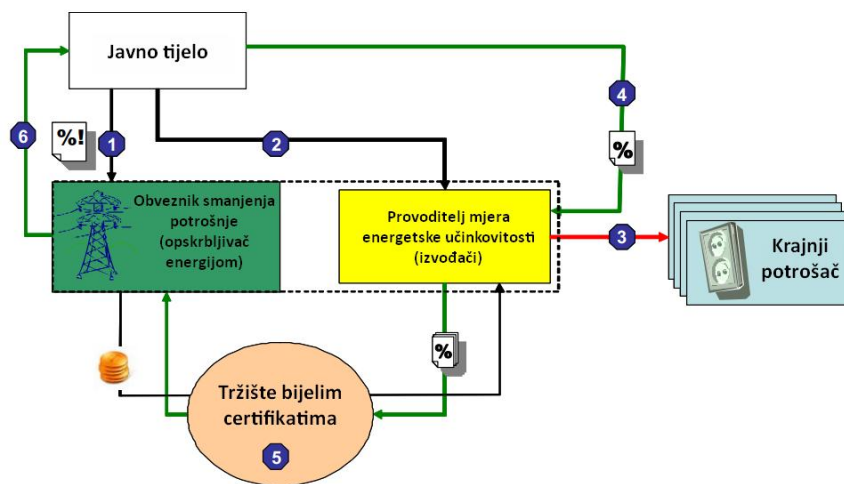 Javno tijelo
6
%!
1
2
4
%
Obveznik smanjenja
potrošnje
(opskrbljivač
energijom)
Provoditelj mjera
energetske učinkovitosti
(izvođači)
3
Krajnji
potrošač
%
Tržište bijelim
certifikatima
5